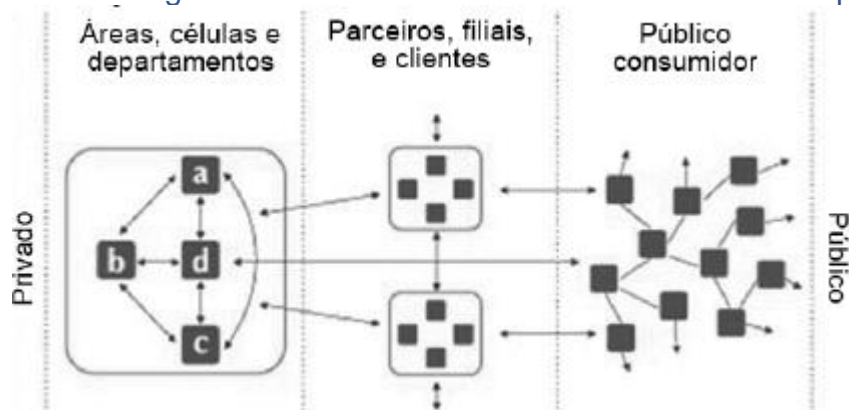 Áreas, células e
departamentos
Parceiros, filiais,
e clientes
Público
consumidor
Privado
a
b
d
c
Público